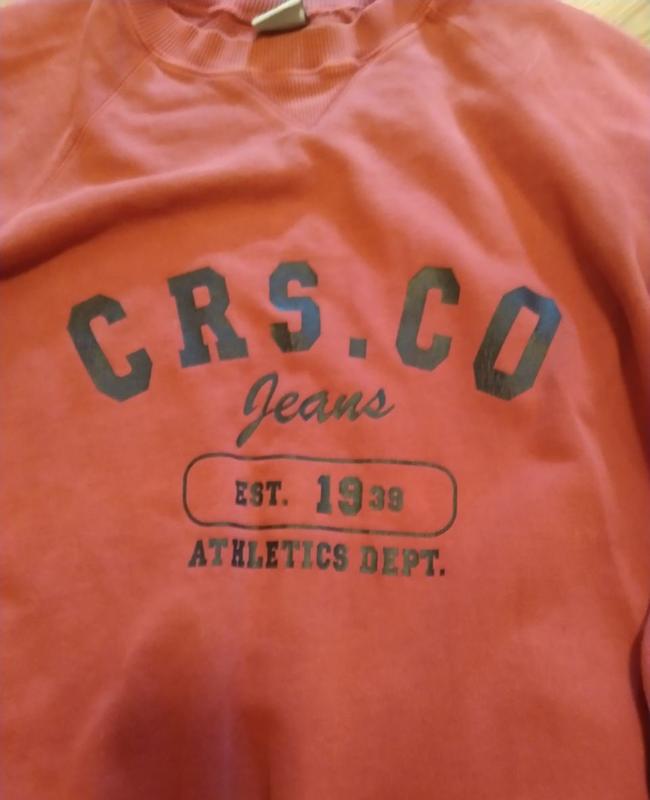 CRS.CO
Jeans
EST. 1939
ATHLETICS DEPT.